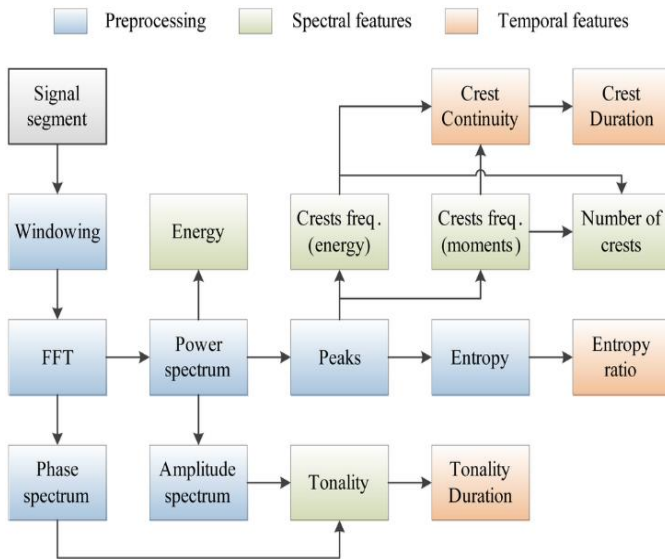 Preprocessing
Spectral features
Temporal features
Signal
segment
Crest
Continuity
Crest
Duration
Windowing
Energy
Crests freq.
(energy)
Crests freq.
(moments)
Number of
crests
FFT
Power
spectrum
Peaks
Entropy
Entropy
ratio
Phase
spectrum
Amplitude
spectrum
Tonality
Tonality
Duration